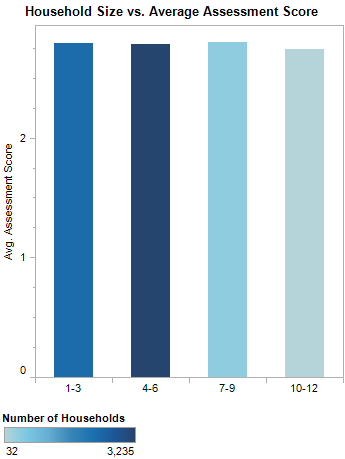 Household Size vs. Average Assessment Score
Avg. Assessment Score
2
1
0
1-3 4-6 7-9 10-12
Number of Households
32 3,235